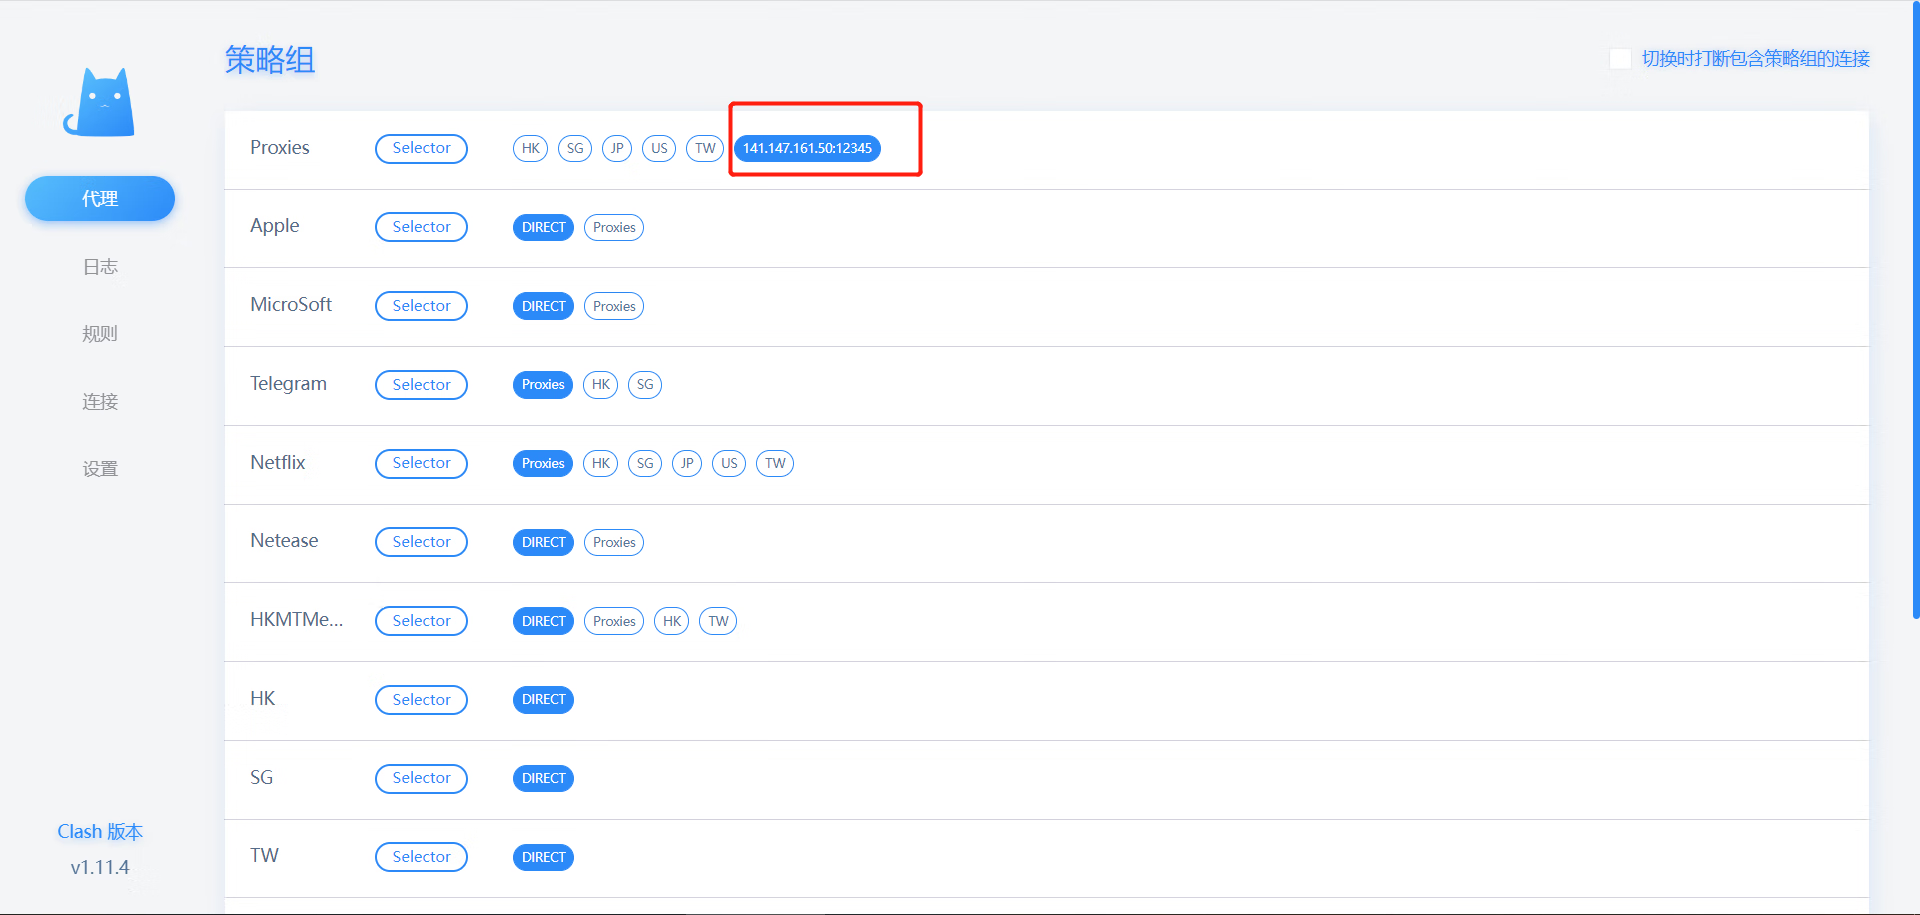 策略组
切换时打断包含策略组的连接
代理
日志
规则
连接
设置
Clash 版本
v1.11.4
Proxies Selector HK SG JP US TW 141.147.161.50:12345
Apple Selector DIRECT Proxies
MicroSoft Selector DIRECT Proxies
Telegram Selector Proxies HK SG
Netflix Selector Proxies HK SG JP US TW
Netease Selector DIRECT Proxies
HKMTMe... Selector DIRECT Proxies HK TW
HK Selector DIRECT
SG Selector DIRECT
TW Selector DIRECT